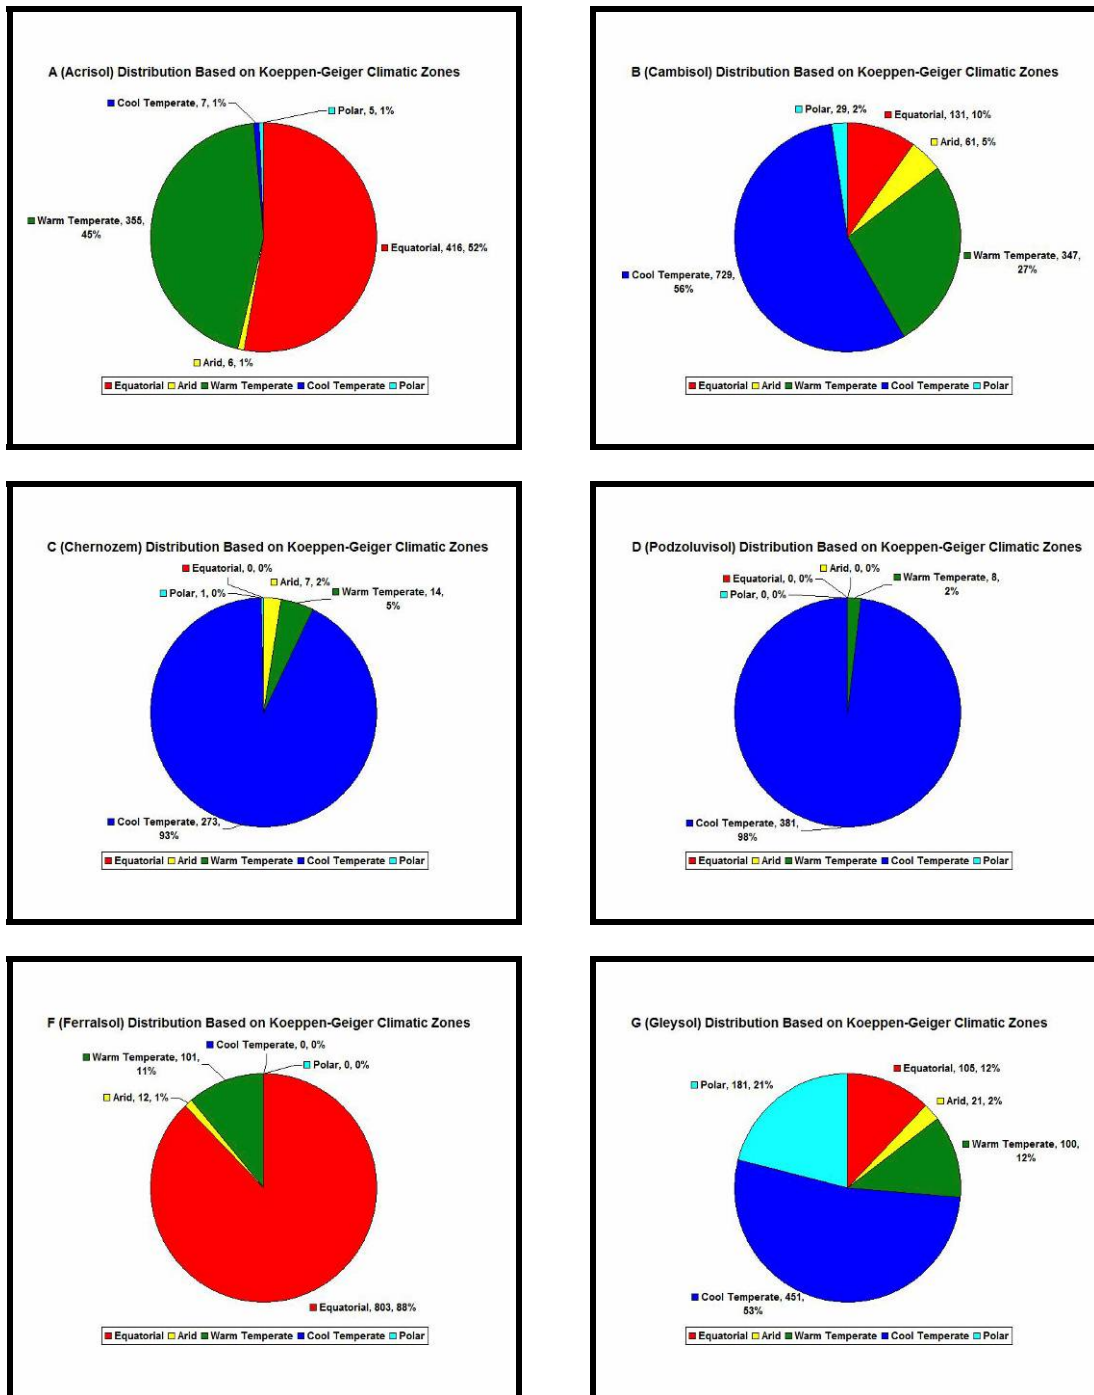 A (Acrisol) Distribution Based on Koeppen-Geiger Climatic Zones
Cool Temperate, 7, 1%
Polar, 5, 1%
Warm Temperate, 355,
45%
Equatorial, 416, 52%
Arid, 6, 1%
Equatorial Arid Warm Temperate Cool Temperate Polar
B (Cambisol) Distribution Based on Koeppen-Geiger Climatic Zones
Polar, 29, 2%
Equatorial, 131, 10%
Arid, 61, 5%
Warm Temperate, 347,
27%
Cool Temperate, 729,
56%
Equatorial Arid Warm Temperate Cool Temperate Polar
C (Chernozem) Distribution Based on Koeppen-Geiger Climatic Zones
Equatorial, 0, 0%
Arid, 7, 2%
Polar, 1, 0%
Warm Temperate, 14,
5%
Cool Temperate, 273,
93%
Equatorial Arid Warm Temperate Cool Temperate Polar
D (Podzoluvisol) Distribution Based on Koeppen-Geiger Climatic Zones
Arid, 0, 0%
Equatorial, 0, 0%
Warm Temperate, 8,
2%
Polar, 0, 0%
Cool Temperate, 381,
98%
Equatorial Arid Warm Temperate Cool Temperate Polar
F (Ferralsol) Distribution Based on Koeppen-Geiger Climatic Zones
Cool Temperate, 0, 0%
Warm Temperate, 101,
11%
Polar, 0, 0%
Arid, 12, 1%
Equatorial, 803, 88%
Equatorial Arid Warm Temperate Cool Temperate Polar
G (Gleysol) Distribution Based on Koeppen-Geiger Climatic Zones
Equatorial, 105, 12%
Polar, 181, 21%
Arid, 21, 2%
Warm Temperate, 100,
12%
Cool Temperate, 451,
53%
Equatorial Arid Warm Temperate Cool Temperate Polar